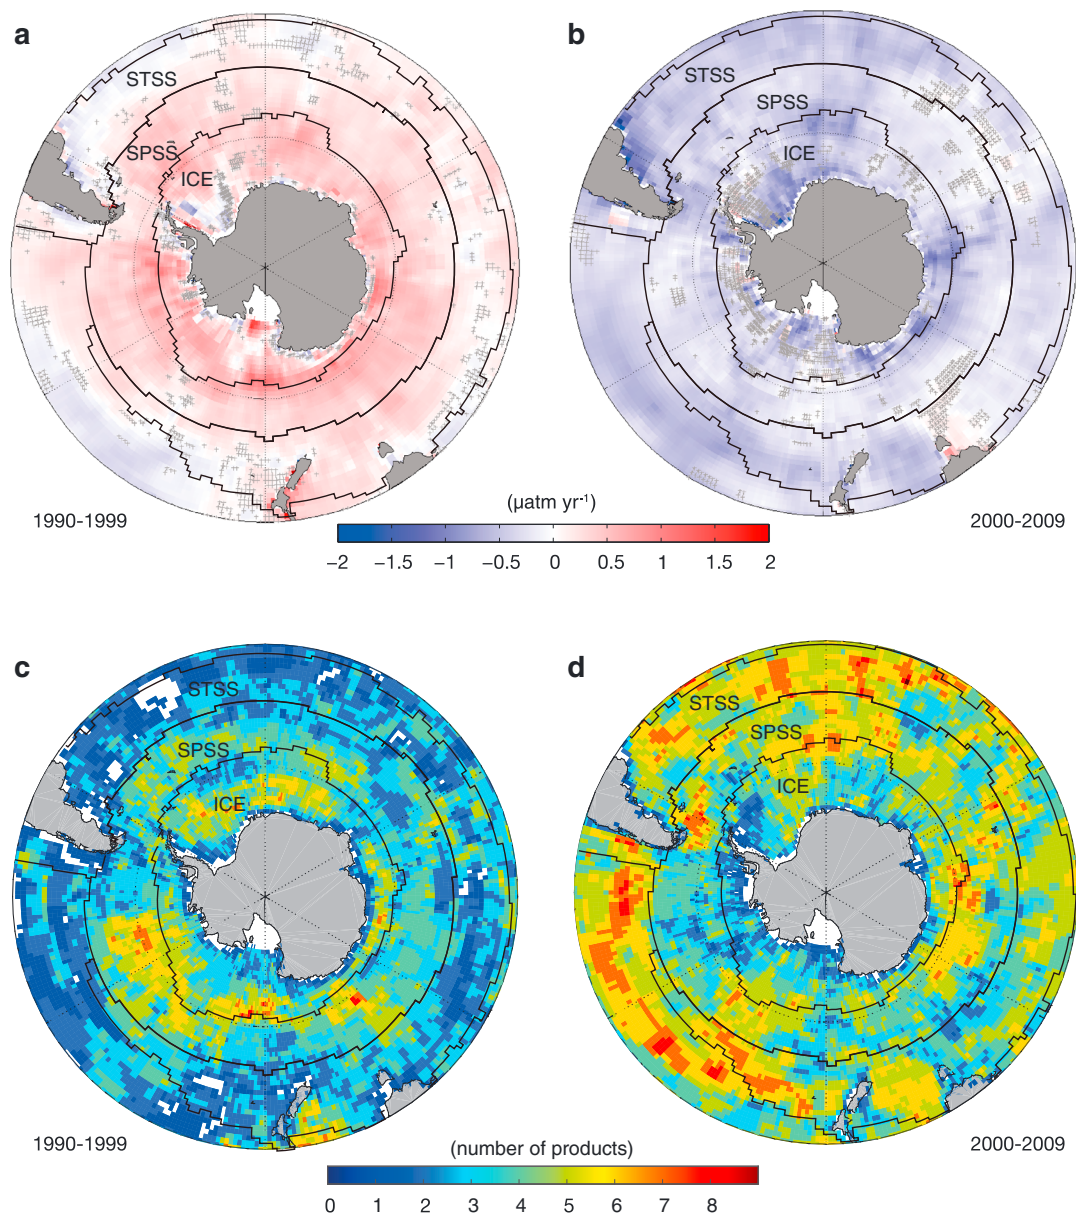 a
b
STSS
STSS
SPSS
SPSS
ICE
ICE
1990-1999
(µatm yr-1)
2000-2009
−2 −1.5 −1 −0.5 0 0.5 1 1.5 2
c
d
STSS
STSS
SPSS
SPSS
ICE
ICE
1990-1999
(number of products)
2000-2009
0 1 2 3 4 5 6 7 8